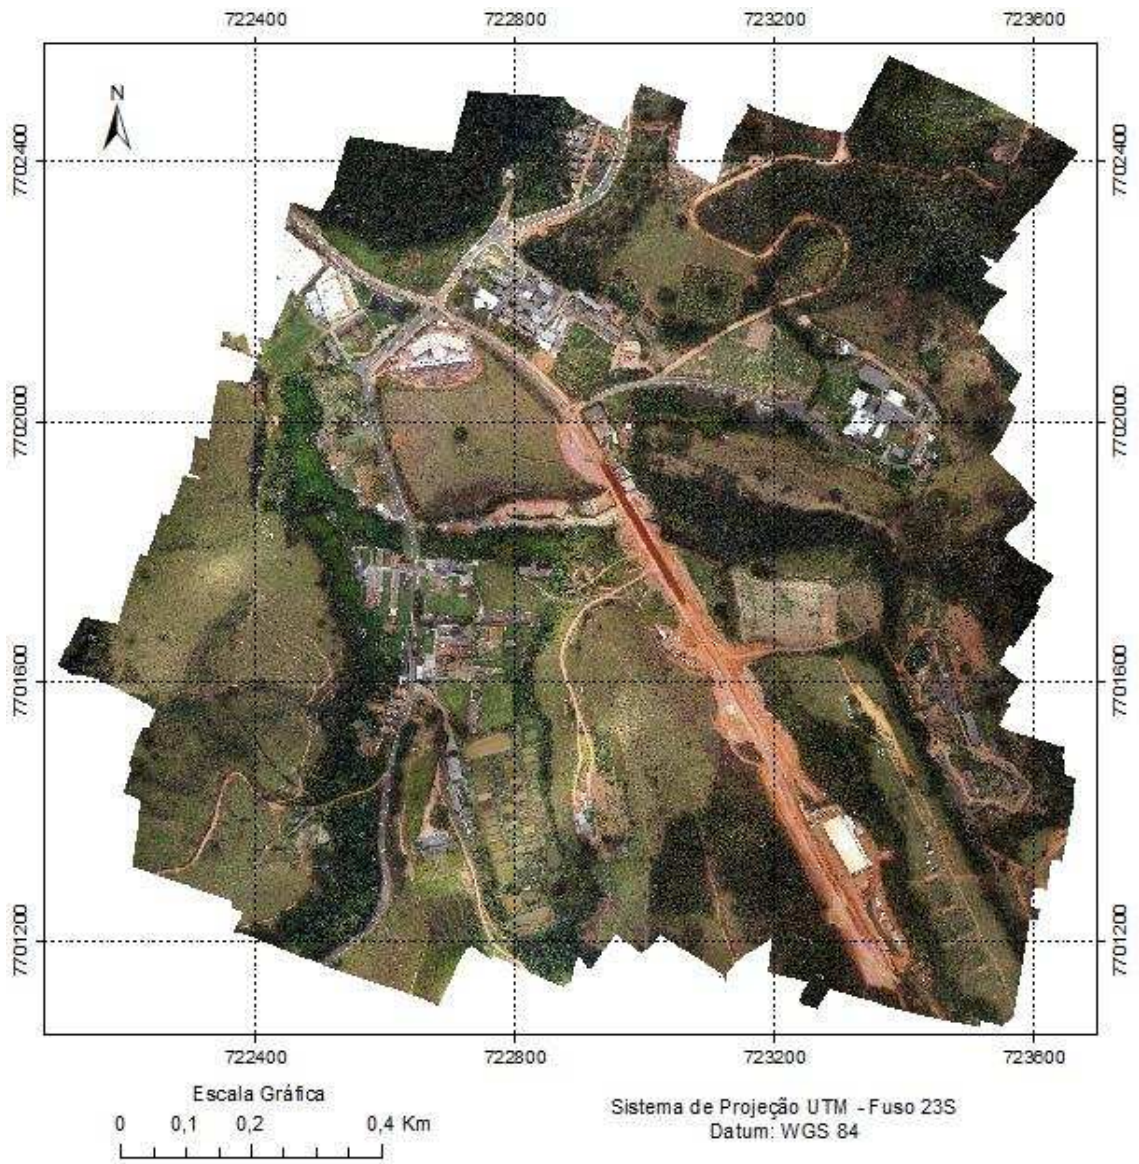 722400 722800 723200 723600
N
7702400 7702400
7702000 7702000
7701600 7701600
7701200 7701200
722400 722800 723200 723600
Escala Gráfica
0 0,1 0,2 0,4 Km
Sistema de Projeção UTM - Fuso 23S
Datum: WGS 84